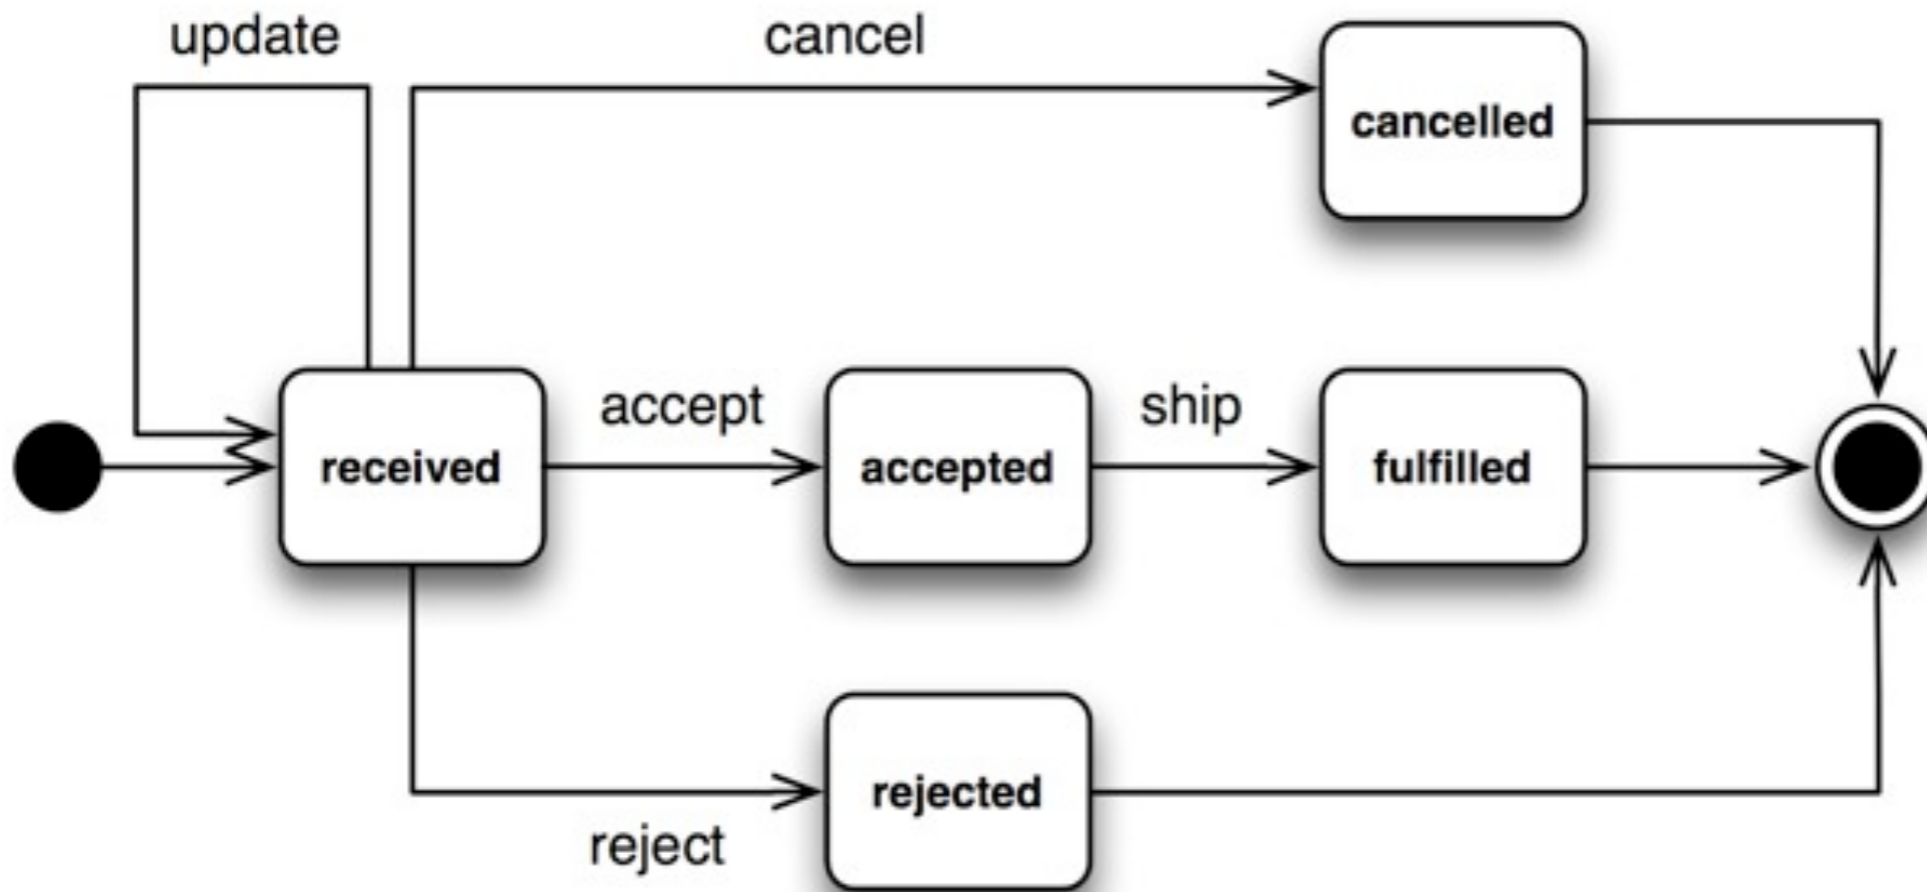 update
cancel
cancelled
accept
ship
received
accepted
fulfilled
rejected
reject